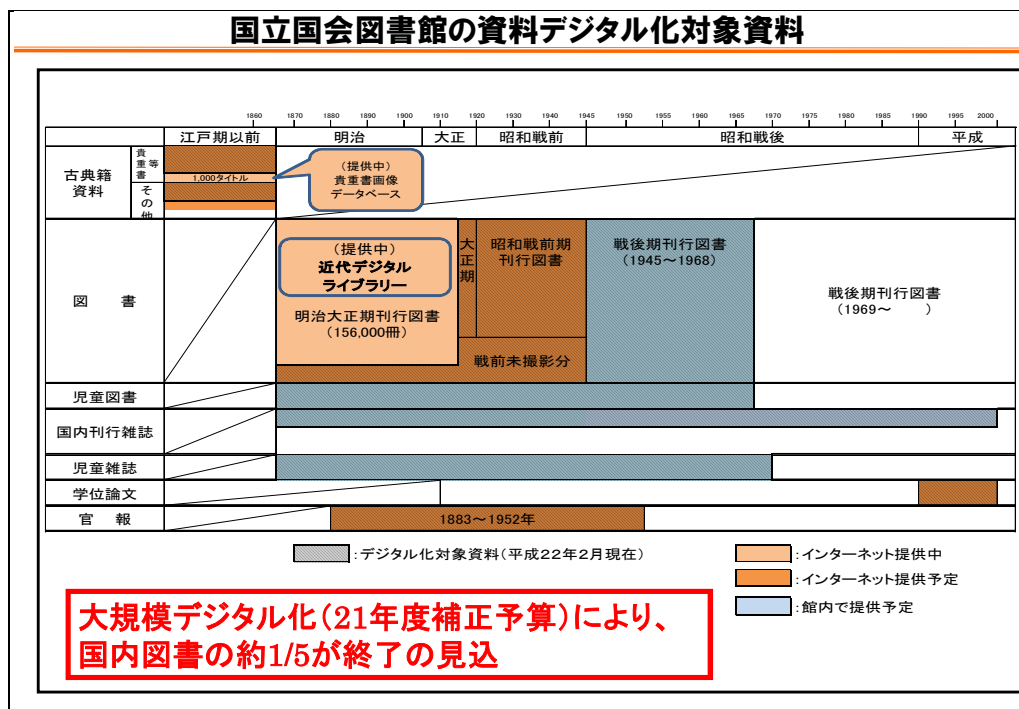 国立国会図書館の資料デジタル化対象資料
1860 1870 1880 1890 1900 1910 1920 1930 1940 1945 1950 1955 1960 1965 1970 1975 1980 1985 1990 1995 2000
江戸期以前 明治 大正 昭和戦前 昭和戦後 平成
古典籍
資料
貴重書等
その他
1,000タイトル
(提供中)
貴重書画像
データベース
図 書
(提供中)
近代デジタル
ライブラリー
明治大正期刊行図書
(156,000冊)
大正期
昭和戦前期
刊行図書
戦前未撮影分
戦後期刊行図書
(1945～1968)
戦後期刊行図書
(1969～ )
児童図書
国内刊行雑誌
児童雑誌
学位論文
官 報
1883～1952年
:デジタル化対象資料(平成22年2月現在)
:インターネット提供中
:インターネット提供予定
:館内で提供予定
大規模デジタル化(21年度補正予算)により、
国内図書の約1/5が終了の見込